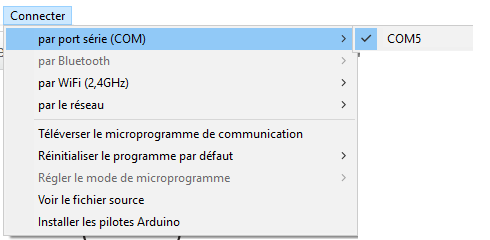 Connecter
par port série (COM)
COM5
par Bluetooth
par WiFi (2,4GHz)
par le réseau
Téléverser le microprogramme de communication
Réinitialiser le programme par défaut
Régler le mode de microprogramme
Voir le fichier source
Installer les pilotes Arduino